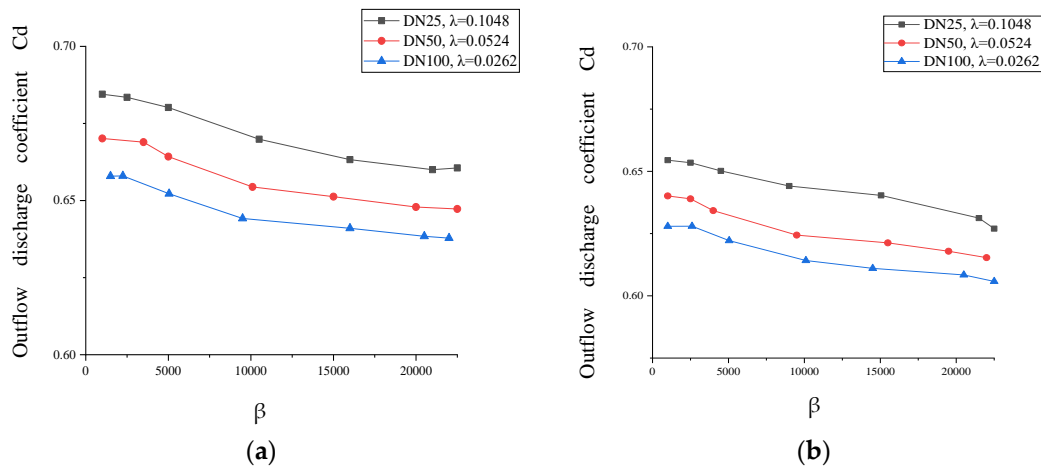 DN25, λ=0.1048
DN50, λ=0.0524
DN100, λ=0.0262
Outflow discharge coefficient Cd
0.70
0.65
0.60
0 5000 10000 15000 20000
β
(a)
DN25, λ=0.1048
DN50, λ=0.0524
DN100, λ=0.0262
Outflow discharge coefficient Cd
0.70
0.65
0.60
0 5000 10000 15000 20000
β
(b)